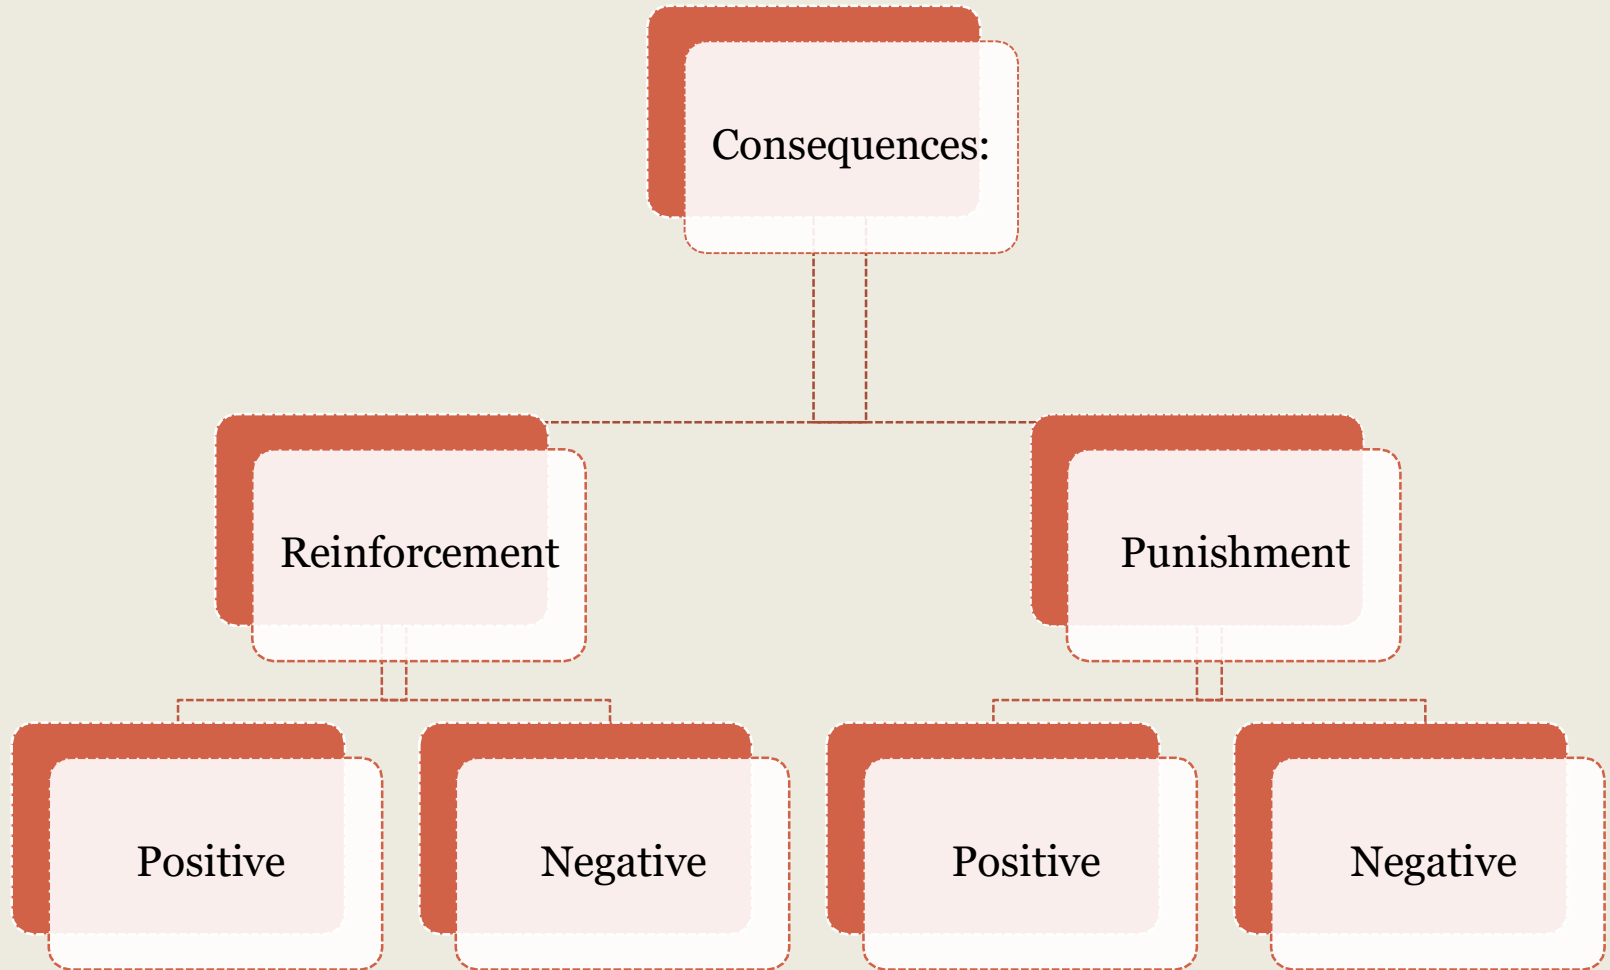 Consequences:
Reinforcement
Punishment
Positive
Negative
Positive
Negative